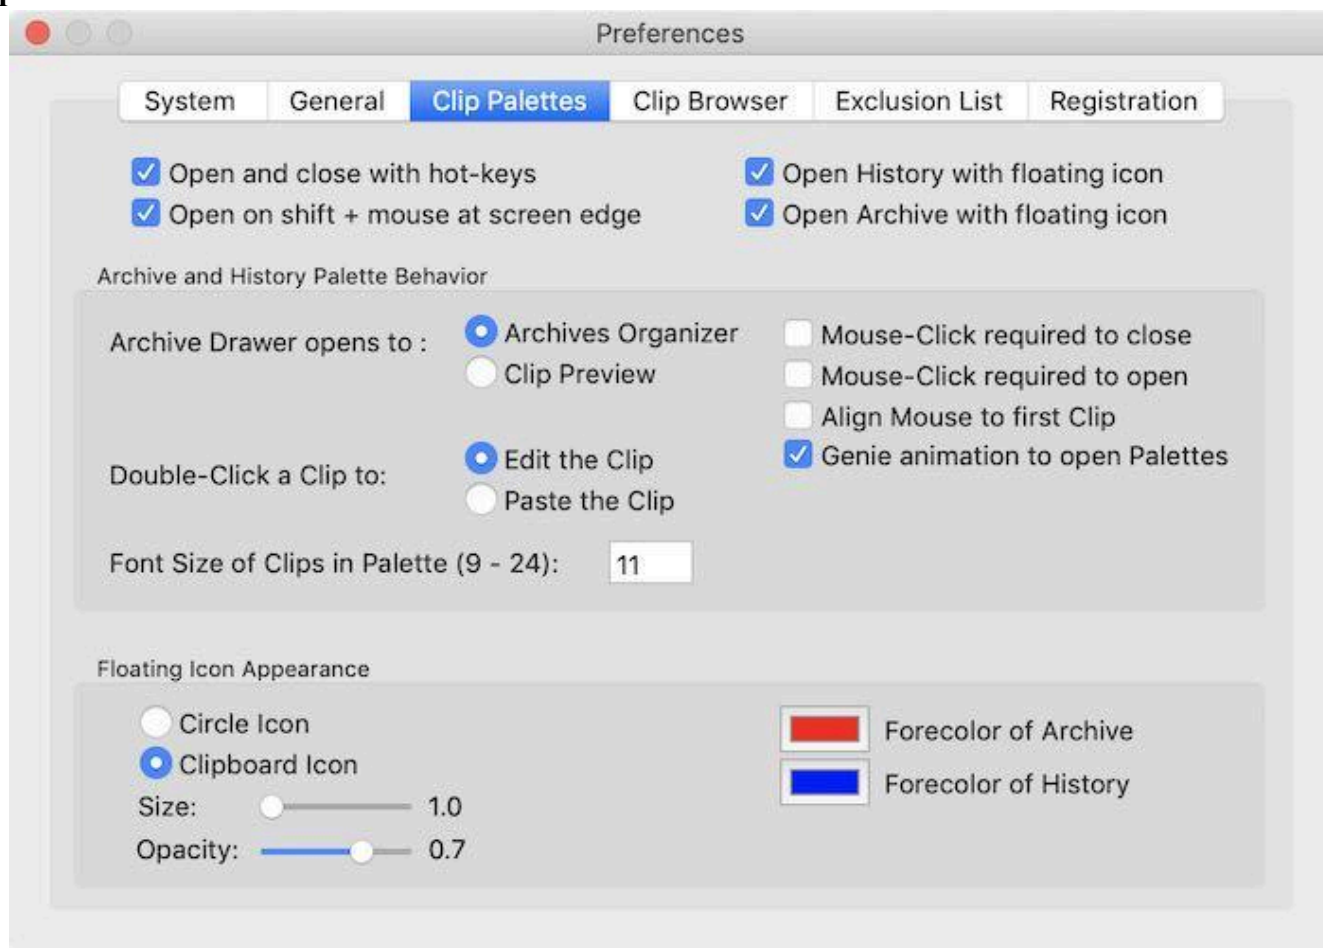 Preferences
System General Clip Palettes Clip Browser Exclusion List Registration
Open and close with hot-keys
Open on shift + mouse at screen edge
Open History with floating icon
Open Archive with floating icon
Archive and History Palette Behavior
Archive Drawer opens to :
Archives Organizer
Clip Preview
Mouse-Click required to close
Mouse-Click required to open
Align Mouse to first Clip
Genie animation to open Palettes
Double-Click a Clip to:
Edit the Clip
Paste the Clip
Font Size of Clips in Palette (9 - 24): 11
Floating Icon Appearance
Circle Icon
Clipboard Icon
Size: 1.0
Opacity: 0.7
Forecolor of Archive
Forecolor of History